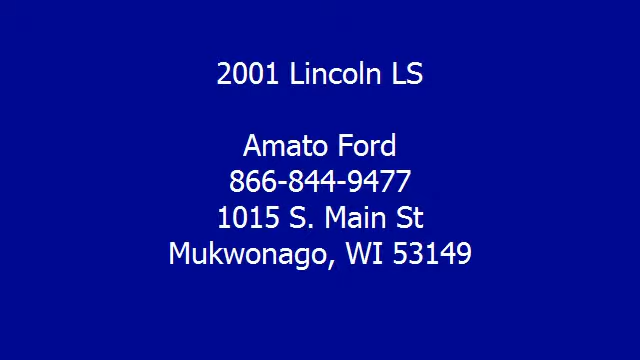 2001 Lincoln LS
Amato Ford
866-844-9477
1015 S. Main St
Mukwonago, WI 53149